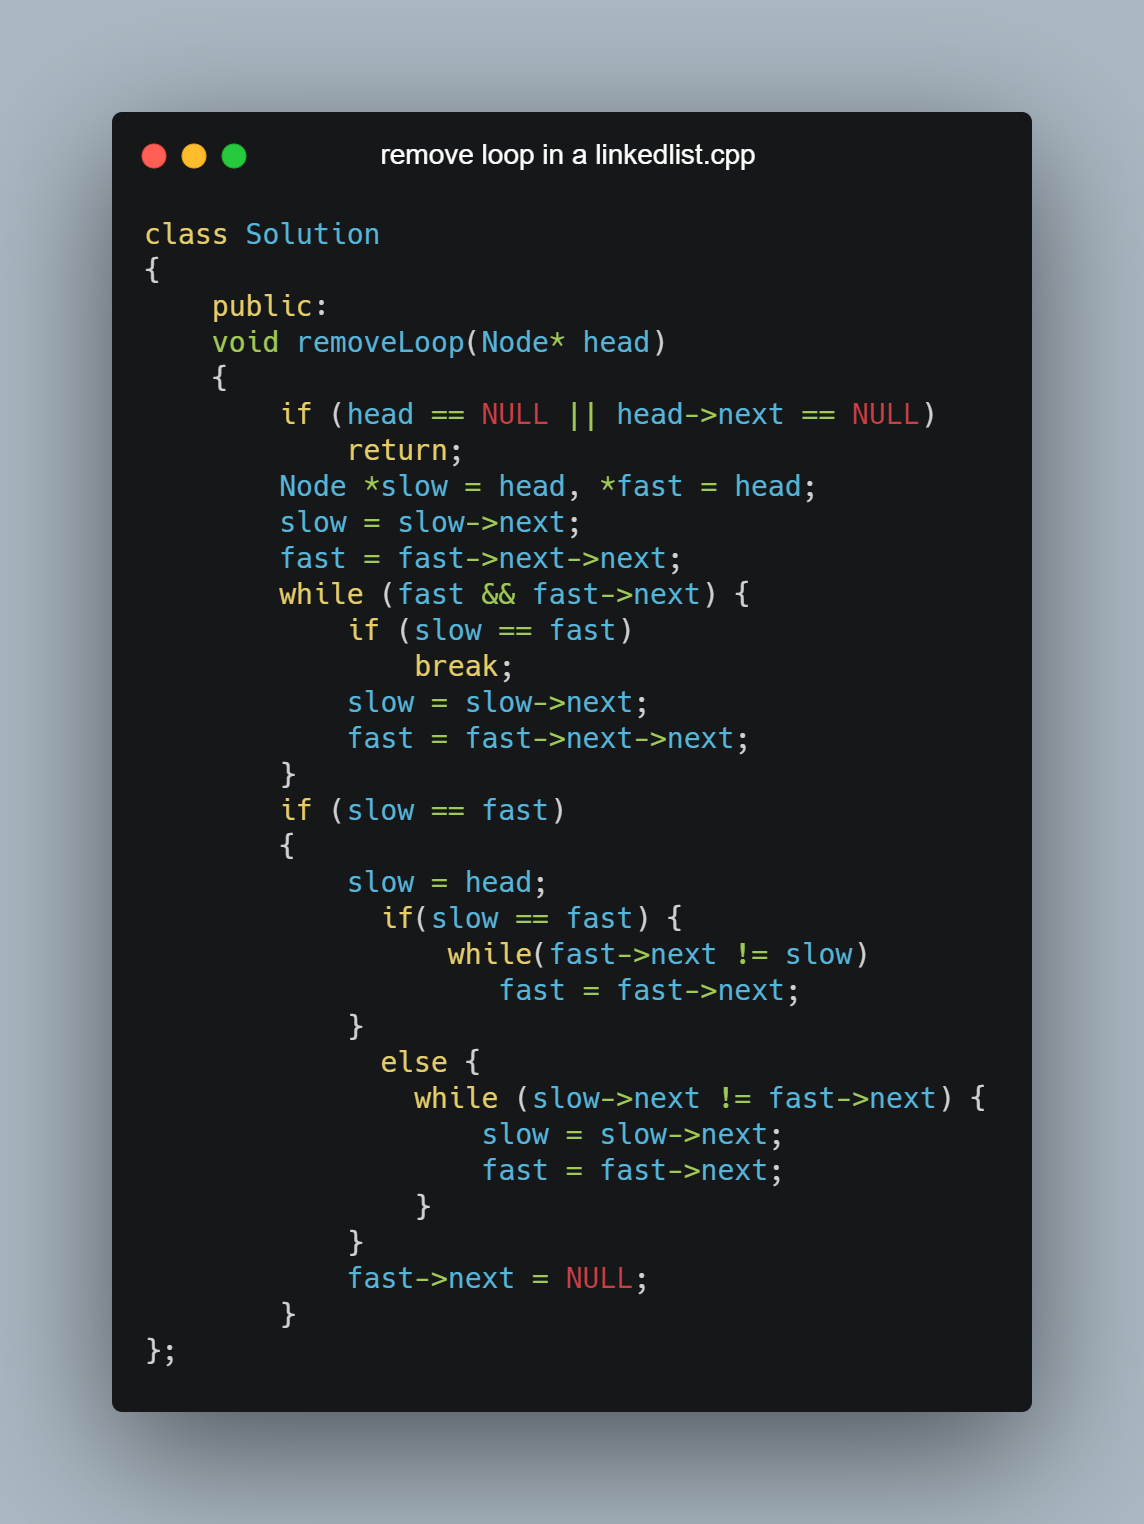 remove loop in a linkedlist.cpp
class Solution
{
    public:
    void removeLoop(Node* head)
    {
        if (head == NULL || head->next == NULL)
            return;
        Node *slow = head, *fast = head;
        slow = slow->next;
        fast = fast->next->next;
        while (fast && fast->next) {
            if (slow == fast)
                break;
            slow = slow->next;
            fast = fast->next->next;
        }
        if (slow == fast)
        {
            slow = head;
              if(slow == fast) {
                  while(fast->next != slow)
                     fast = fast->next;
            }
              else {
                while (slow->next != fast->next) {
                    slow = slow->next;
                    fast = fast->next;
                }
            }
            fast->next = NULL;
        }
};